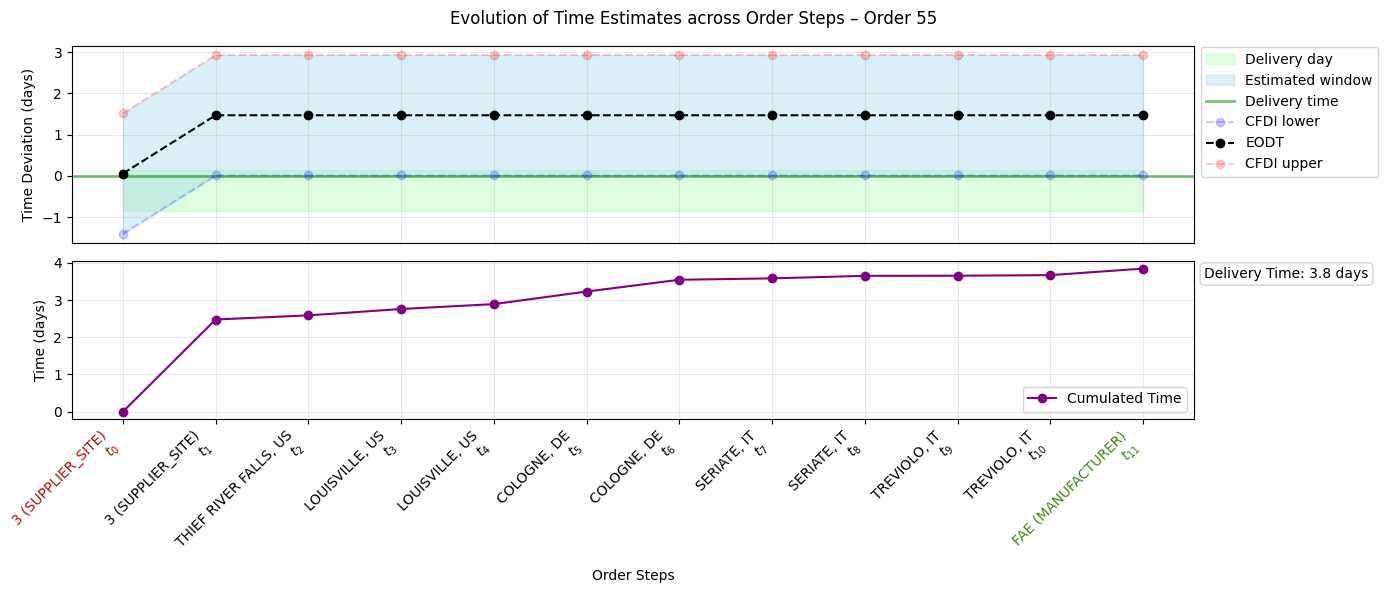 Evolution of Time Estimates across Order Steps – Order 55
Time Deviation (days)
3
2
1
0
−1
Delivery day
Estimated window
Delivery time
CFDI lower
EODT
CFDI upper
Time (days)
4
3
2
1
0
Delivery Time: 3.8 days
Cumulated Time
3 (SUPPLIER_SITE)
t0
3 (SUPPLIER_SITE)
t1
THIEF RIVER FALLS, US
t2
LOUISVILLE, US
t3
LOUISVILLE, US
t4
COLOGNE, DE
t5
COLOGNE, DE
t6
SERIATE, IT
t7
SERIATE, IT
t8
TREVIOLO, IT
t9
TREVIOLO, IT
t10
FAE (MANUFACTURER)
t11
Order Steps